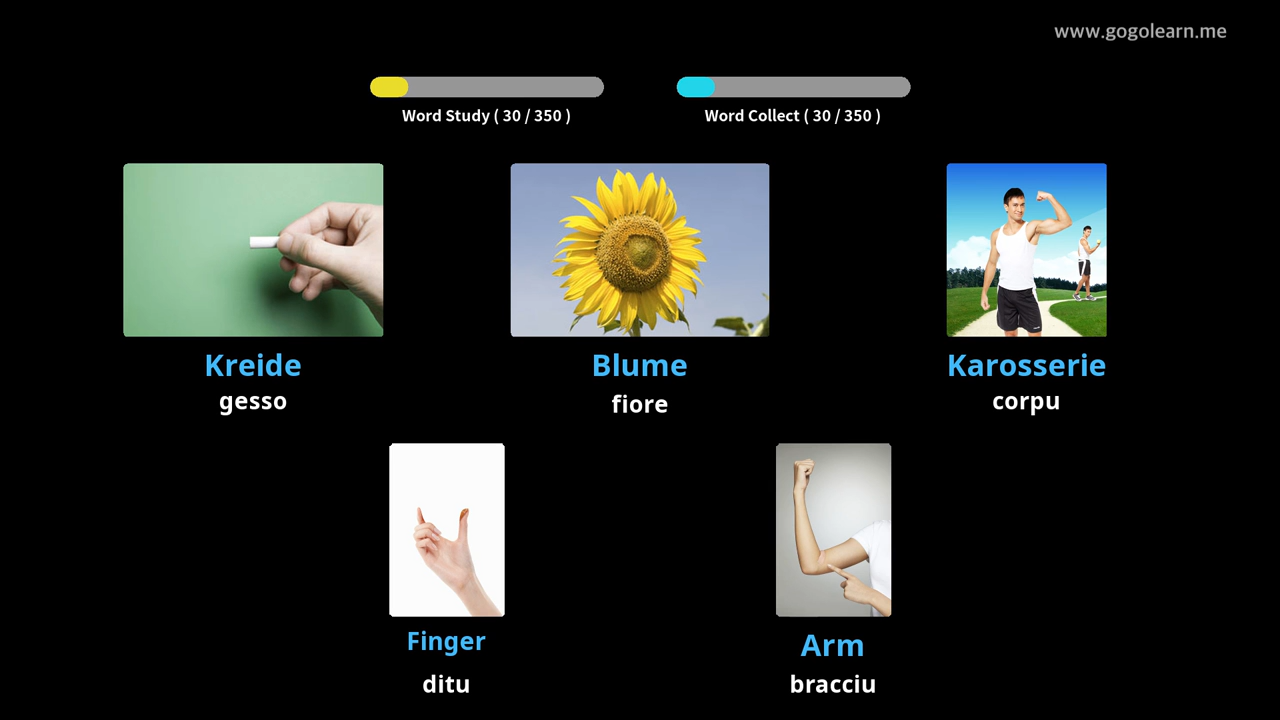 www.gogolearn.me
Word Study ( 30 / 350 )
Word Collect ( 30 / 350 )
Kreide
gesso
Blume
fiore
Karosserie
corpu
Finger
ditu
Arm
bracciu